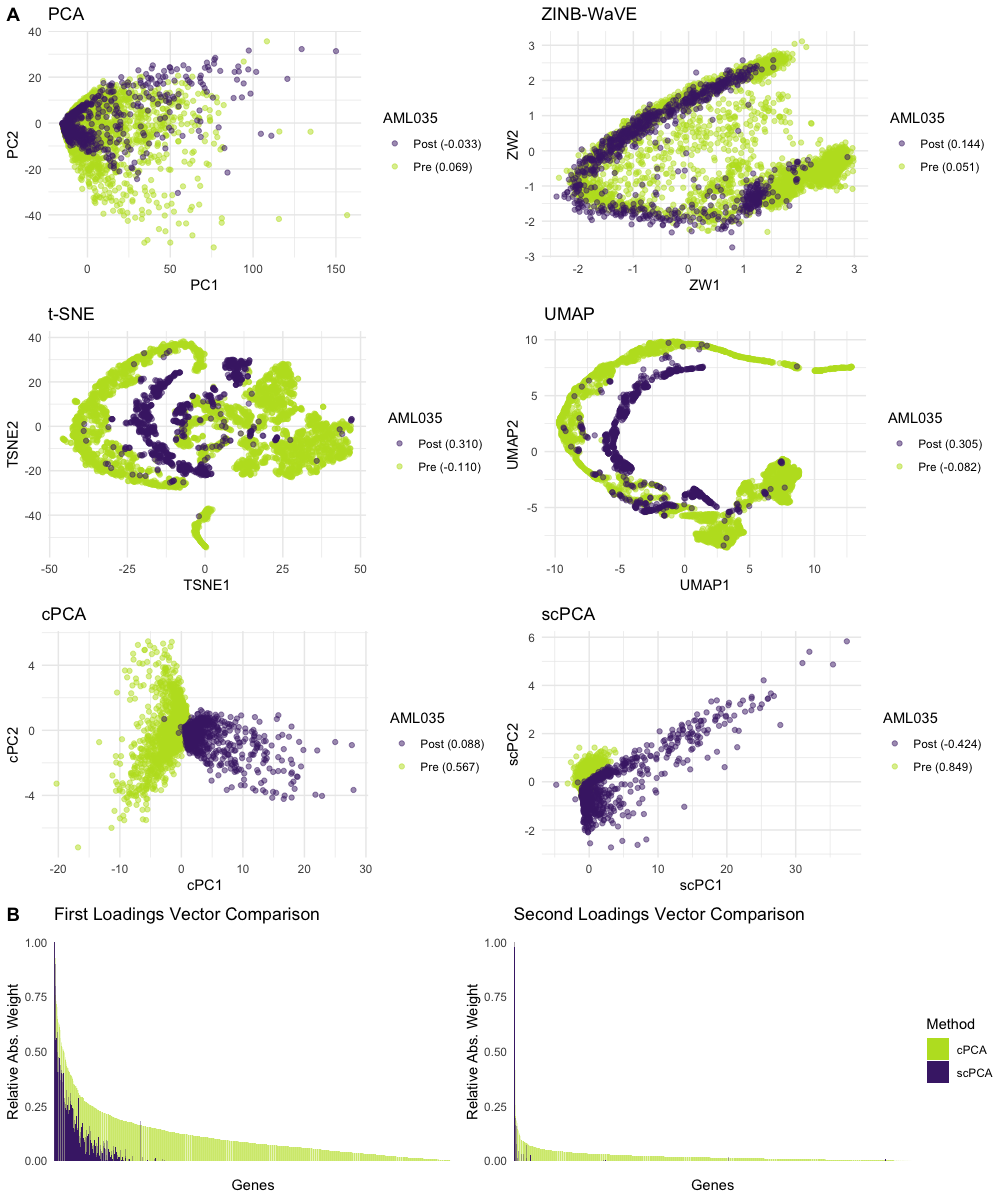 A
PCA
40
20
0
-20
-40
PC2
0
50
100
150
PC1
AML035
Post (-0.033)
Pre (0.069)
ZINB-WaVE
3
2
1
0
-1
-2
-3
ZW2
-2
-1
0
1
2
3
ZW1
AML035
Post (0.144)
Pre (0.051)
t-SNE
40
20
0
-20
-40
TSNE2
-50
-25
0
25
50
TSNE1
AML035
Post (0.310)
Pre (-0.110)
UMAP
10
5
0
-5
UMAP2
-10
-5
0
5
10
UMAP1
AML035
Post (0.305)
Pre (-0.082)
cPCA
4
0
-4
cPC2
-20
-10
0
10
20
30
cPC1
AML035
Post (0.088)
Pre (0.567)
scPCA
6
4
2
0
-2
scPC2
0
10
20
30
scPC1
AML035
Post (-0.424)
Pre (0.849)
B
First Loadings Vector Comparison
1.00
0.75
0.50
0.25
0.00
Relative Abs. Weight
Genes
Second Loadings Vector Comparison
1.00
0.75
0.50
0.25
0.00
Relative Abs. Weight
Genes
Method
cPCA
scPCA